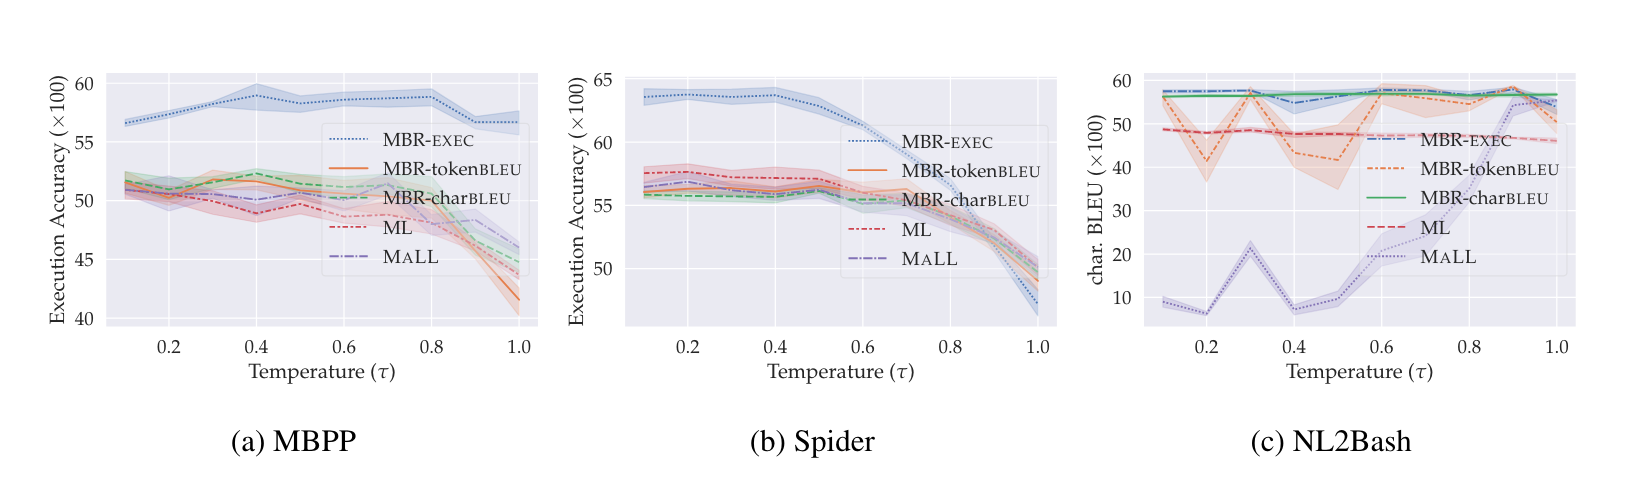 Execution Accuracy (×100)
60
55
50
45
40
MBR-EXEC
MBR-tokenBLEU
MBR-charBLEU
ML
MALL
0.2 0.4 0.6 0.8 1.0
Temperature (τ)
(a) MBPP
Execution Accuracy (×100)
65
60
55
50
MBR-EXEC
MBR-tokenBLEU
MBR-charBLEU
ML
MALL
0.2 0.4 0.6 0.8 1.0
Temperature (τ)
(b) Spider
char. BLEU (×100)
60
50
40
30
20
10
MBR-EXEC
MBR-tokenBLEU
MBR-charBLEU
ML
MALL
0.2 0.4 0.6 0.8 1.0
Temperature (τ)
(c) NL2Bash